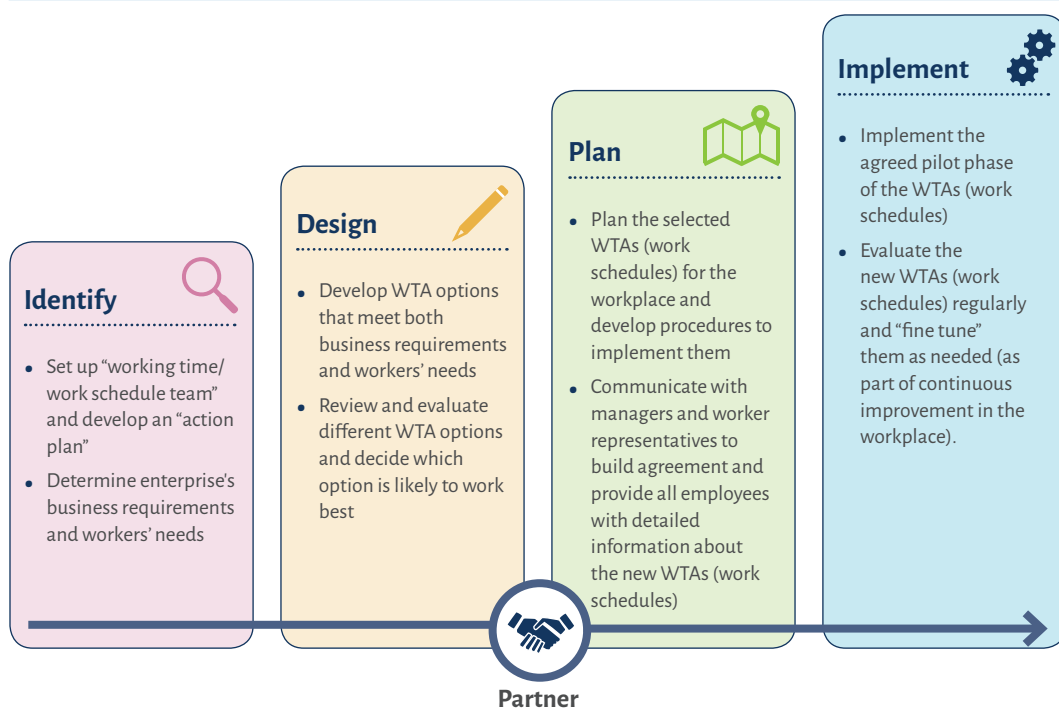 Identify
• Set up “working time/
work schedule team”
and develop an “action
plan”
• Determine enterprise's
business requirements
and workers’ needs
Design
• Develop WTA options
that meet both
business requirements
and workers’ needs
• Review and evaluate
different WTA options
and decide which
option is likely to work
best
Plan
• Plan the selected
WTAs (work
schedules) for the
workplace and
develop procedures to
implement them
• Communicate with
managers and worker
representatives to
build agreement and
provide all employees
with detailed
information about
the new WTAs (work
schedules)
Implement
• Implement the
agreed pilot phase
of the WTAs (work
schedules)
• Evaluate the
new WTAs (work
schedules) regularly
and “fine tune”
them as needed (as
part of continuous
improvement in the
workplace).
Partner